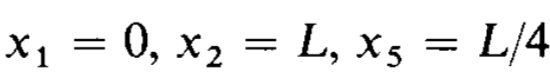 x₁ = 0, x₂ = L, x₅ = L/4